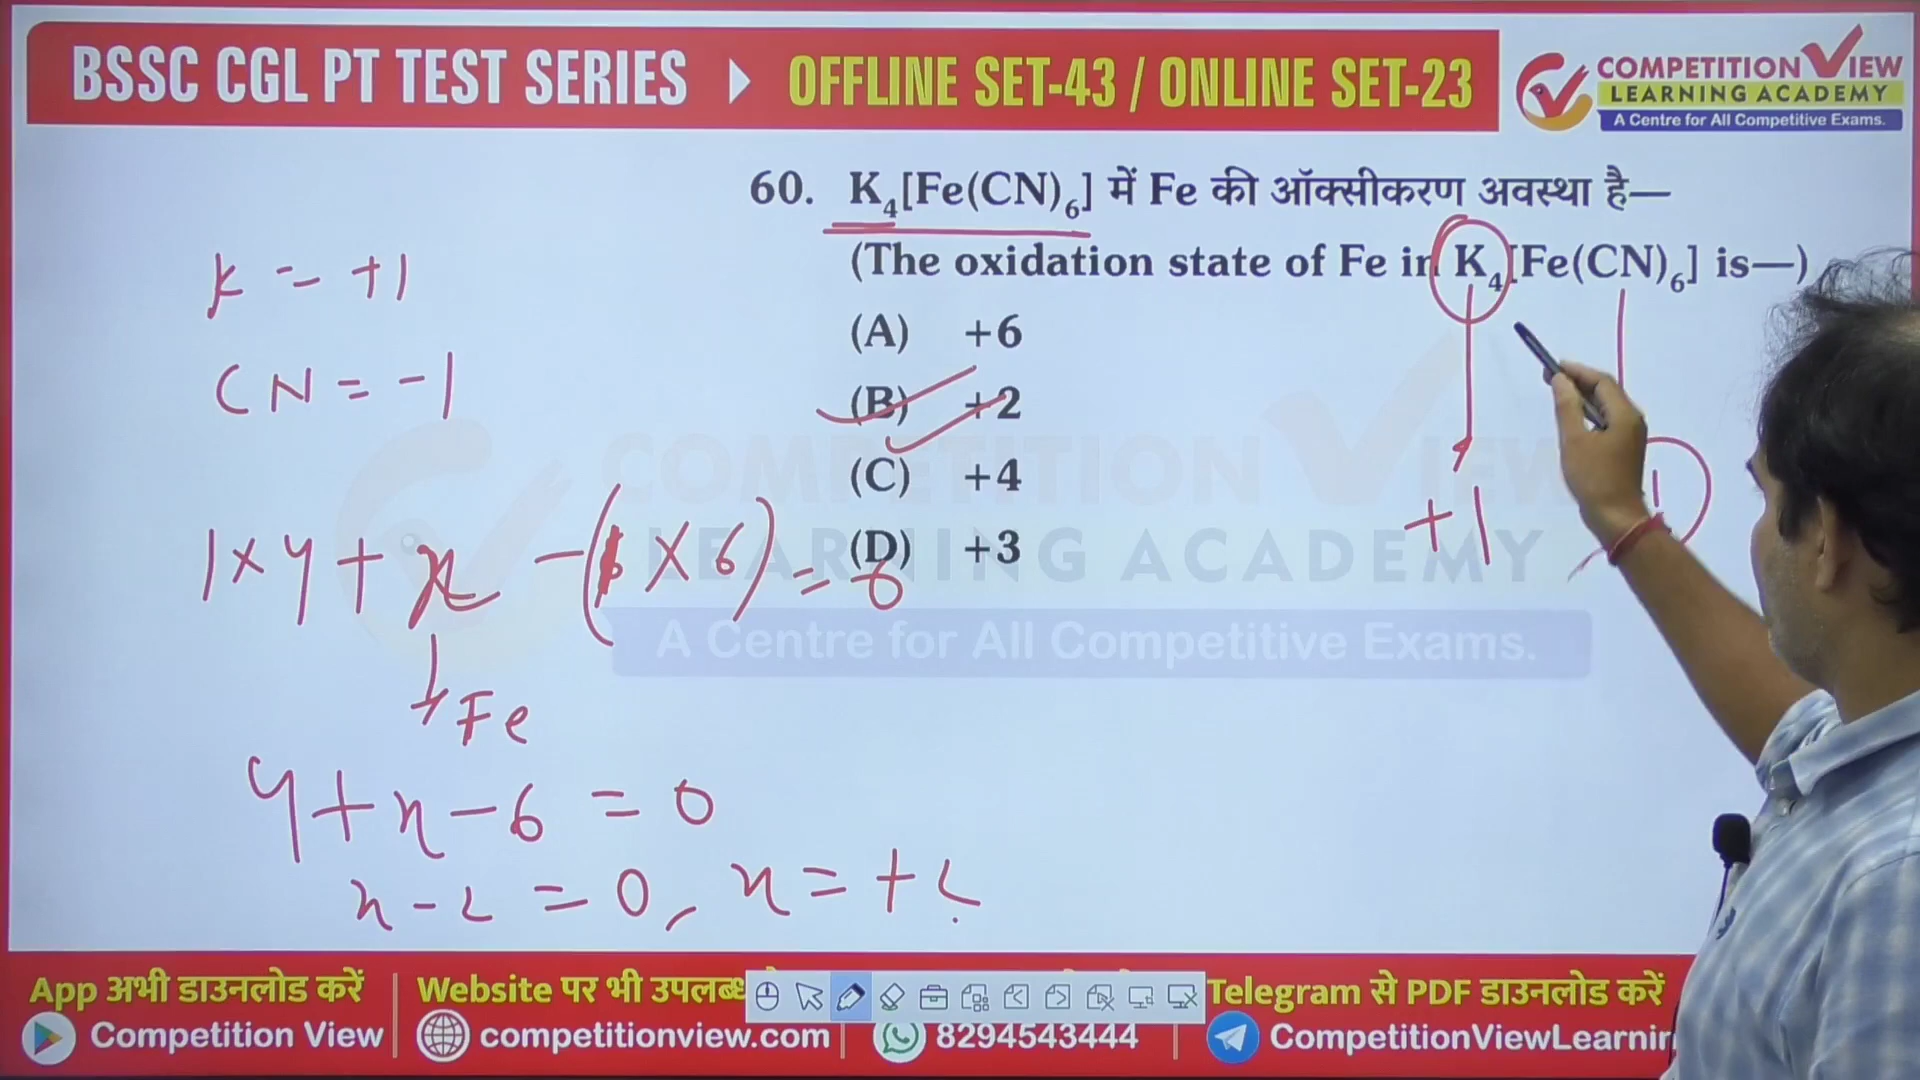 BSSC CGL PT TEST SERIES OFFLINE SET-43 / ONLINE SET-23
COMPETITION VIEW
LEARNING ACADEMY
A Centre for All Competitive Exams.
60. K₄[Fe(CN)₆] में Fe की ऑक्सीकरण अवस्था है—
(The oxidation state of Fe in K₄[Fe(CN)₆] is—)
(A) +6
(B) +2
(C) +4
(D) +3
K = +1
CN = -1
+1
1×4 + x -(1×6) = 0
Fe
4+x-6 = 0
x-2 = 0, x = +2
COMPETITION VIEW
LEARNING ACADEMY
A Centre for All Competitive Exams.
App अभी डाउनलोड करें
Competition View
Website पर भी
competitionview.com
8294543444
Telegram से PDF डाउनलोड करें